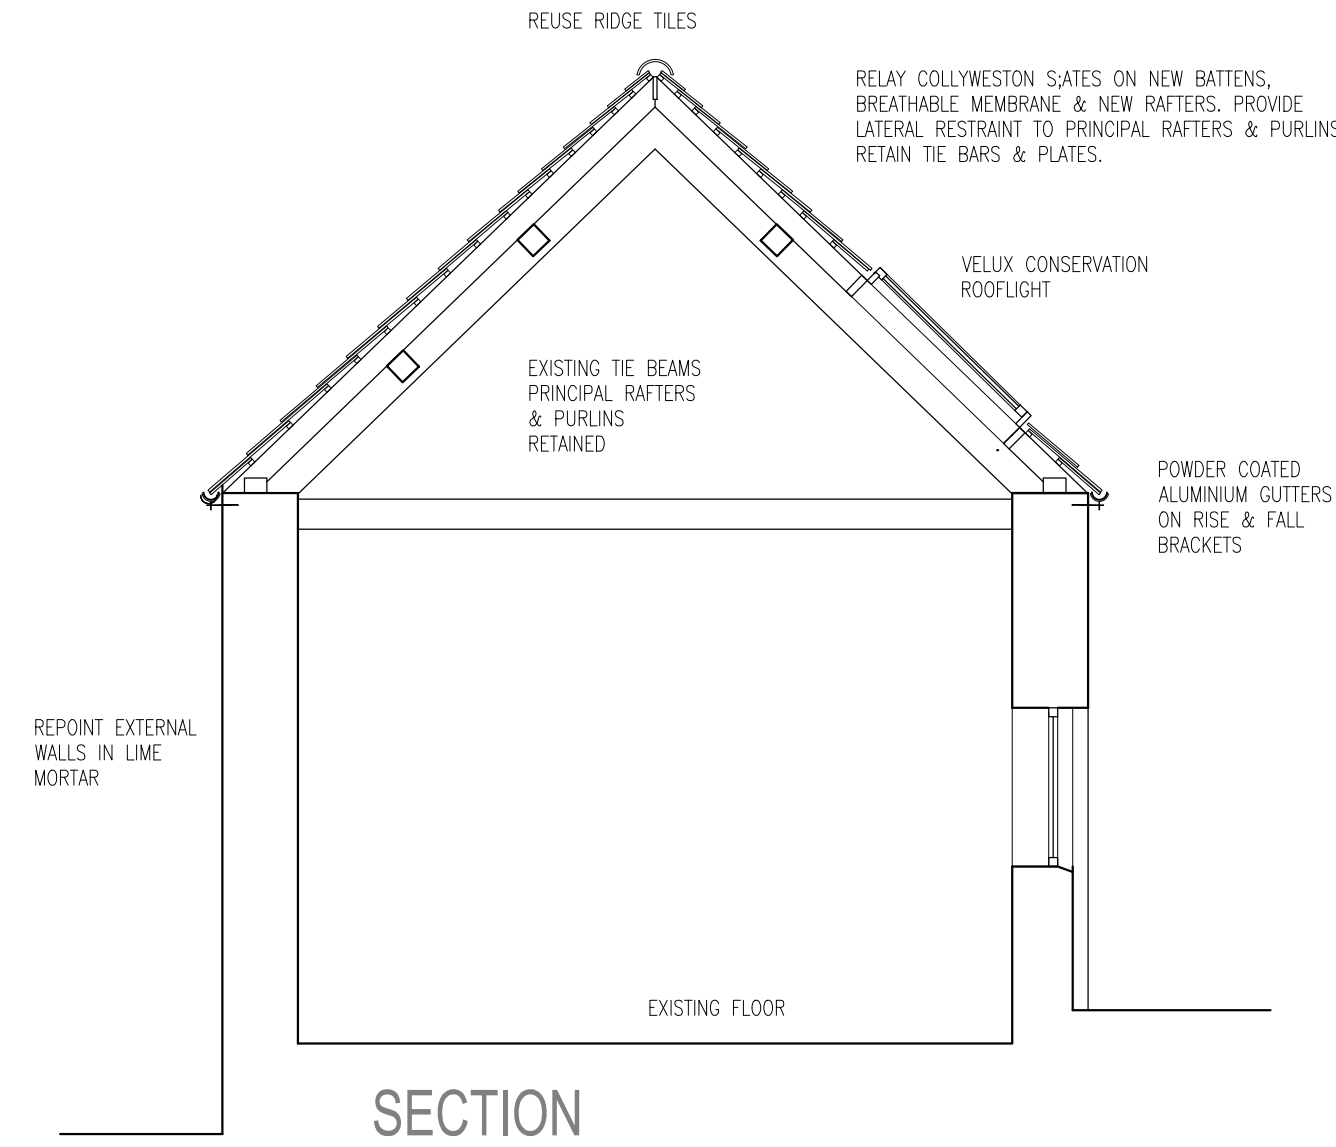 REUSE RIDGE TILES
RELAY COLLYWESTON S;ATES ON NEW BATTENS,
BREATHABLE MEMBRANE & NEW RAFTERS. PROVIDE
LATERAL RESTRAINT TO PRINCIPAL RAFTERS & PURLINS
RETAIN TIE BARS & PLATES.
VELUX CONSERVATION
ROOFLIGHT
EXISTING TIE BEAMS
PRINCIPAL RAFTERS
& PURLINS
RETAINED
POWDER COATED
ALUMINIUM GUTTERS
ON RISE & FALL
BRACKETS
REPOINT EXTERNAL
WALLS IN LIME
MORTAR
EXISTING FLOOR
SECTION